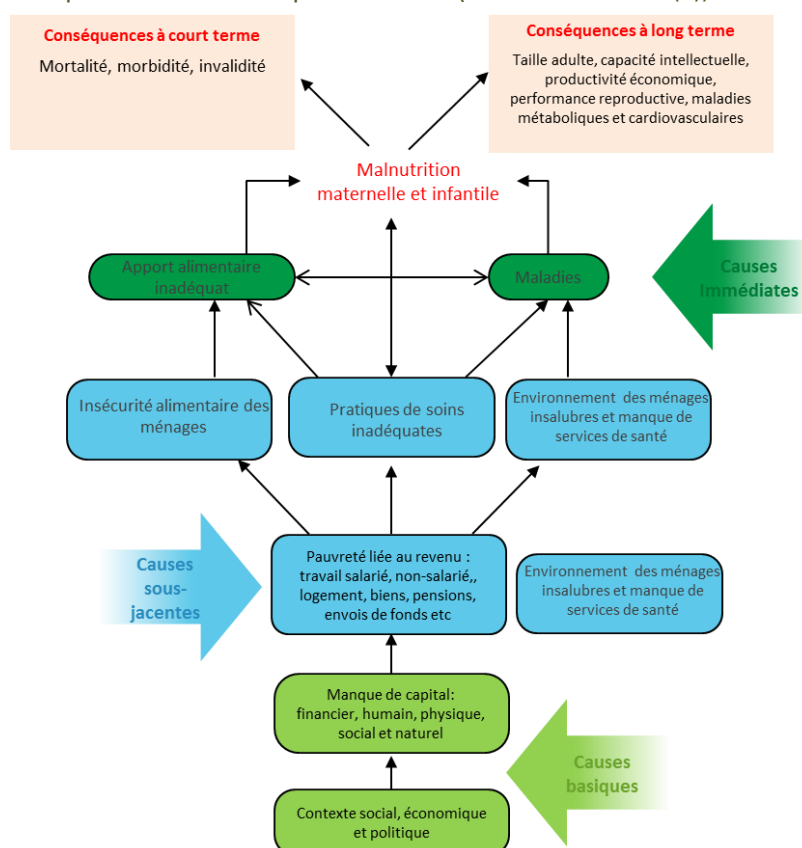 Conséquences à court terme
Mortalité, morbidité, invalidité
Conséquences à long terme
Taille adulte, capacité intellectuelle,
productivité économique,
performance reproductive, maladies
métaboliques et cardiovasculaires
Malnutrition
maternelle et infantile
Apport alimentaire
inadéquat
Maladies
Causes
Immédiates
Insécurité alimentaire des
ménages
Pratiques de soins
inadéquates
Environnement des ménages
insalubres et manque de
services de santé
Causes
sous-
jacentes
Pauvreté liée au revenu :
travail salarié, non-salarié,,
logement, biens, pensions,
envois de fonds etc
Environnement des ménages
insalubres et manque de
services de santé
Manque de capital:
financier, humain, physique,
social et naturel
Causes
basiques
Contexte social, économique
et politique